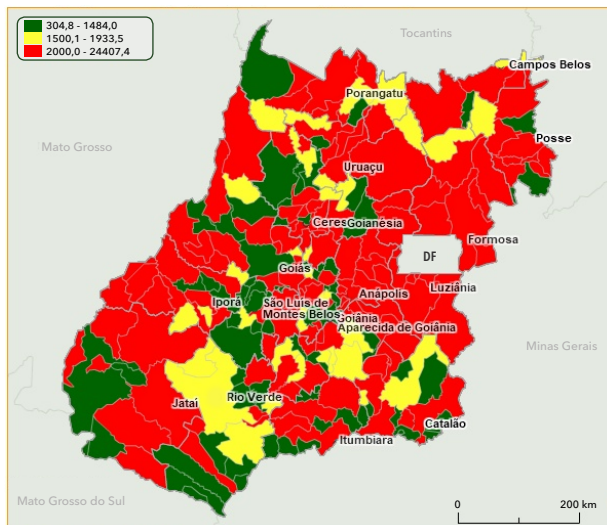 304,8 - 1484,0
1500,1 - 1933,5
2000,0 - 24407,4
Tocantins
Campos Belos
Porangatu
Posse
Mato Grosso
Uruaçu
Ceres Goianésia
Formosa
DF
Goiás
Luziânia
Anápolis
Iporá
São Luís de
Montes Belos
Goiânia
Aparecida de Goiânia
Minas Gerais
Rio Verde
Jataí
Catalão
Itumbiara
Mato Grosso do Sul
0 200 km